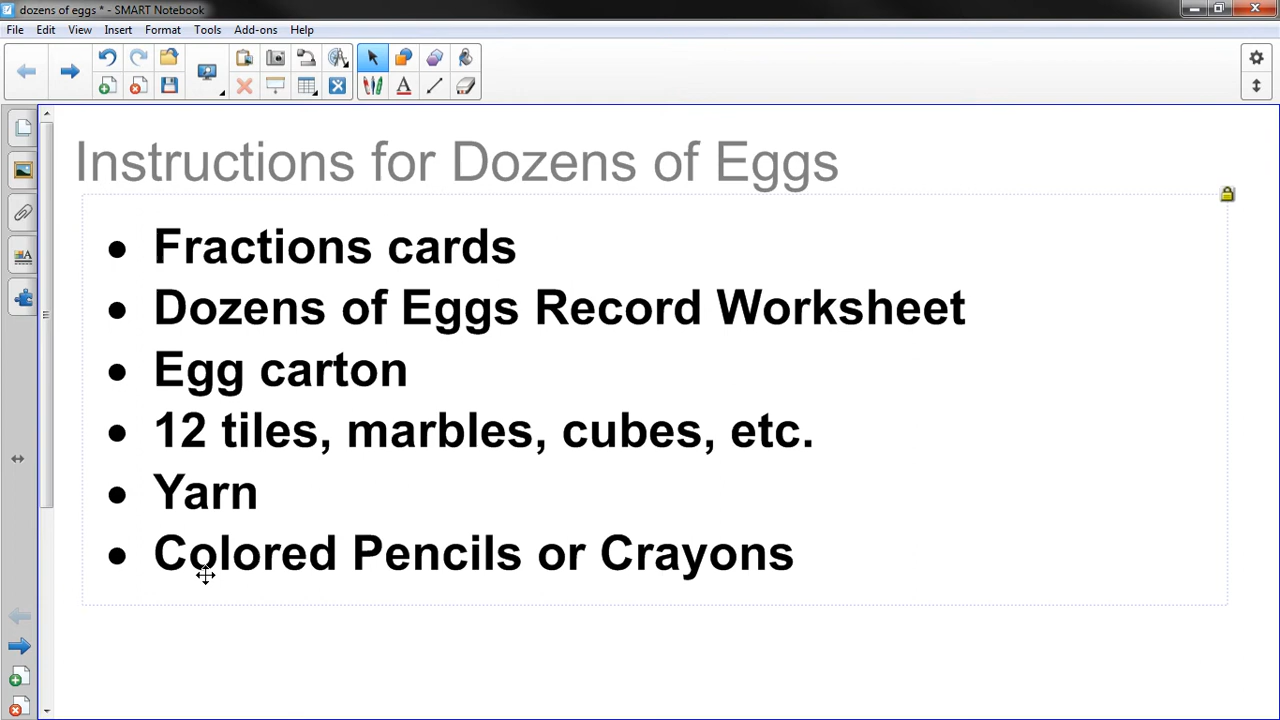 dozens of eggs * - SMART Notebook
File Edit View Insert Format Tools Add-ons Help
Instructions for Dozens of Eggs
• Fractions cards
• Dozens of Eggs Record Worksheet
• Egg carton
• 12 tiles, marbles, cubes, etc.
• Yarn
• Colored Pencils or Crayons